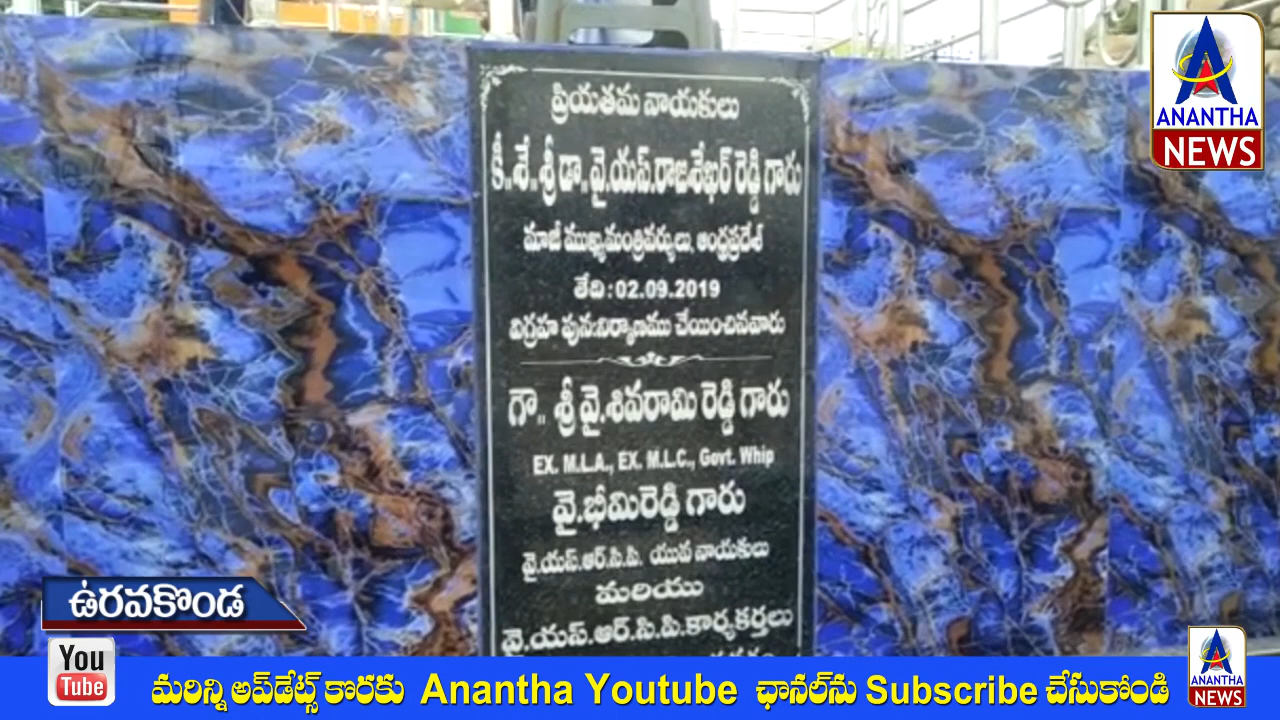 ప్రియతమ నాయకులు
కీ..శే..శ్రీ డా..వై.యస్.రాజశేఖర్ రెడ్డి గారు
మాజీ ముఖ్యమంత్రివర్యులు, ఆంధ్రప్రదేశ్
తేది:02.09.2019
విగ్రహ పున:నిర్మాణము చేయించినవారు
గౌ.. శ్రీ వై.శివరామి రెడ్డి గారు
EX. M.L.A., EX. M.L.C., Govt. Whip
వై.భీమిరెడ్డి గారు
వై.యస్.ఆర్.సి.పి. యువ నాయకులు
మరియు
వై.యస్.ఆర్.సి.పి.కార్యకర్తలు
ANANTHA
NEWS
ఉరవకొండ
You
Tube
మరిన్ని అప్‌డేట్స్ కొరకు Anantha Youtube ఛానల్‌ను Subscribe చేసుకోండి
ANANTHA
NEWS